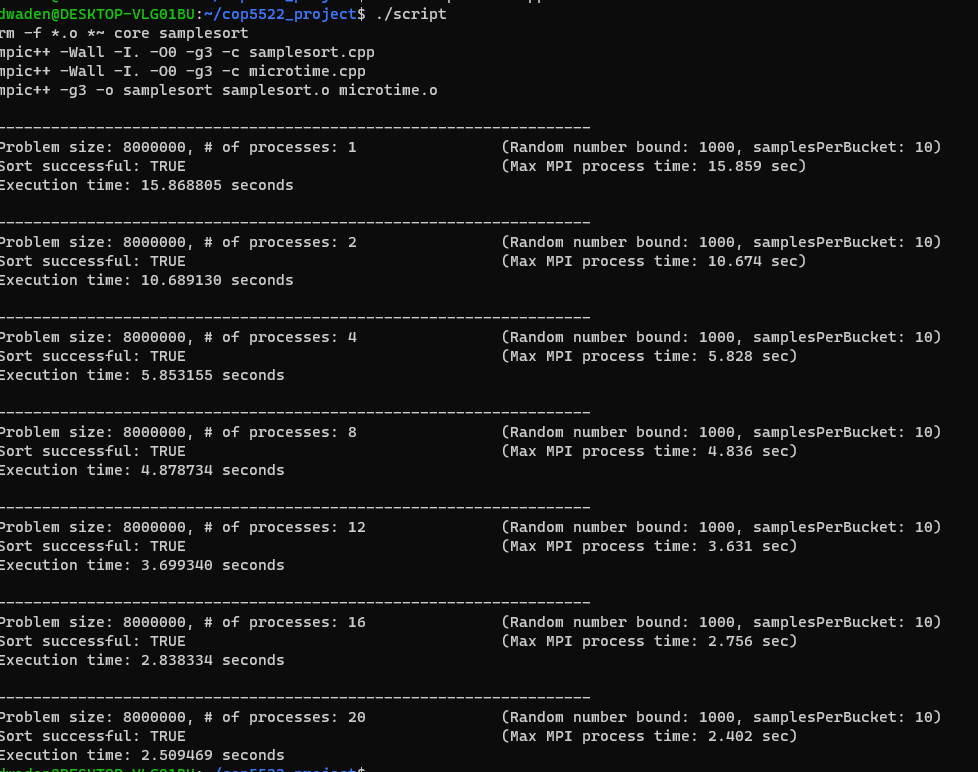 dwaden@DESKTOP-VLG01BU:~/cop5522_project$ ./script
rm -f *.o *~ core samplesort
mpic++ -Wall -I. -O0 -g3 -c samplesort.cpp
mpic++ -Wall -I. -O0 -g3 -c microtime.cpp
mpic++ -g3 -o samplesort samplesort.o microtime.o
------------------------------------------------------------------
Problem size: 8000000, # of processes: 1 (Random number bound: 1000, samplesPerBucket: 10)
Sort successful: TRUE (Max MPI process time: 15.859 sec)
Execution time: 15.868805 seconds
------------------------------------------------------------------
Problem size: 8000000, # of processes: 2 (Random number bound: 1000, samplesPerBucket: 10)
Sort successful: TRUE (Max MPI process time: 10.674 sec)
Execution time: 10.689130 seconds
------------------------------------------------------------------
Problem size: 8000000, # of processes: 4 (Random number bound: 1000, samplesPerBucket: 10)
Sort successful: TRUE (Max MPI process time: 5.828 sec)
Execution time: 5.853155 seconds
------------------------------------------------------------------
Problem size: 8000000, # of processes: 8 (Random number bound: 1000, samplesPerBucket: 10)
Sort successful: TRUE (Max MPI process time: 4.836 sec)
Execution time: 4.878734 seconds
------------------------------------------------------------------
Problem size: 8000000, # of processes: 12 (Random number bound: 1000, samplesPerBucket: 10)
Sort successful: TRUE (Max MPI process time: 3.631 sec)
Execution time: 3.699340 seconds
------------------------------------------------------------------
Problem size: 8000000, # of processes: 16 (Random number bound: 1000, samplesPerBucket: 10)
Sort successful: TRUE (Max MPI process time: 2.756 sec)
Execution time: 2.838334 seconds
------------------------------------------------------------------
Problem size: 8000000, # of processes: 20 (Random number bound: 1000, samplesPerBucket: 10)
Sort successful: TRUE (Max MPI process time: 2.402 sec)
Execution time: 2.509469 seconds
dwaden@DESKTOP-VLG01BU:~/cop5522_project$